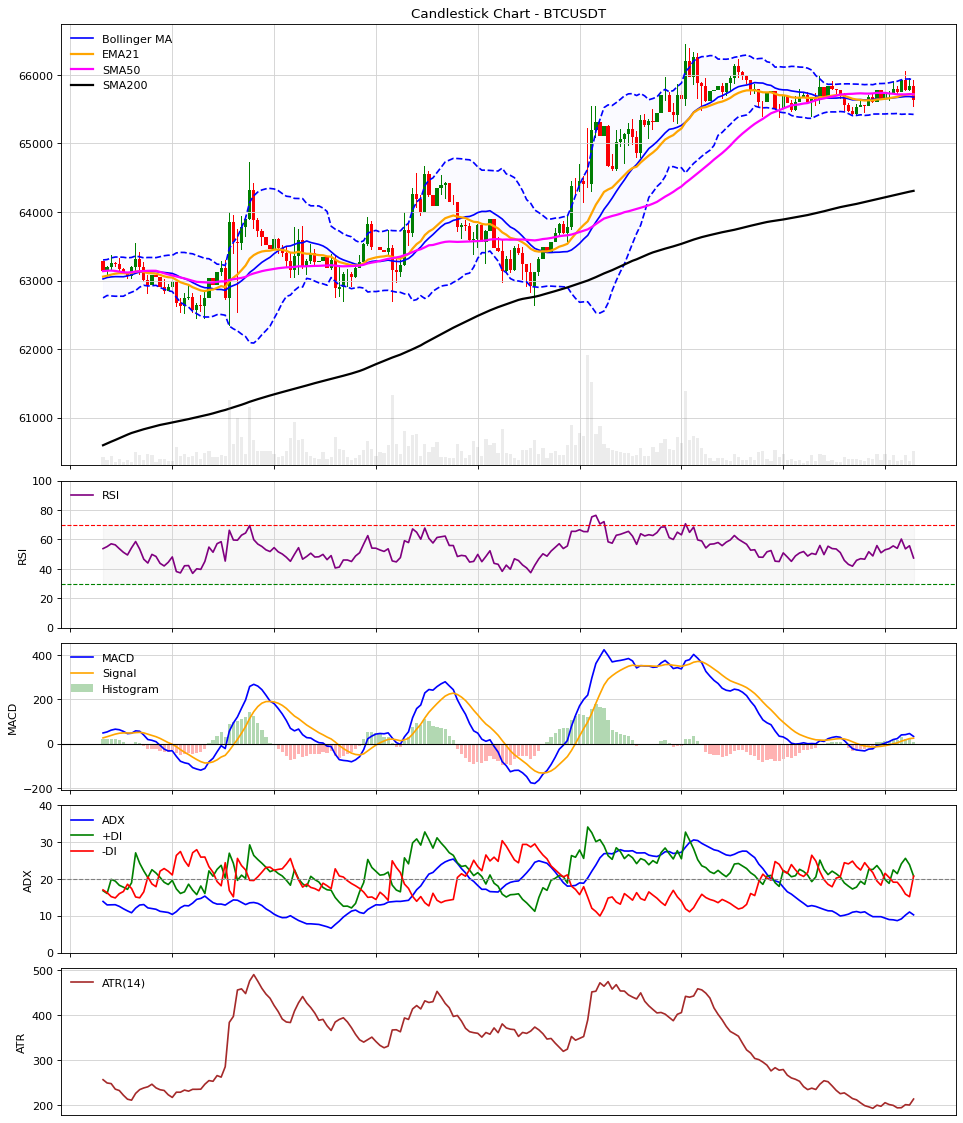 Candlestick Chart - BTCUSDT
Bollinger MA
EMA21
SMA50
SMA200
66000
65000
64000
63000
62000
61000
RSI
100
80
60
40
20
0
RSI
MACD
Signal
Histogram
400
200
0
−200
MACD
ADX
+DI
-DI
40
30
20
10
0
ADX
ATR(14)
500
400
300
200
ATR